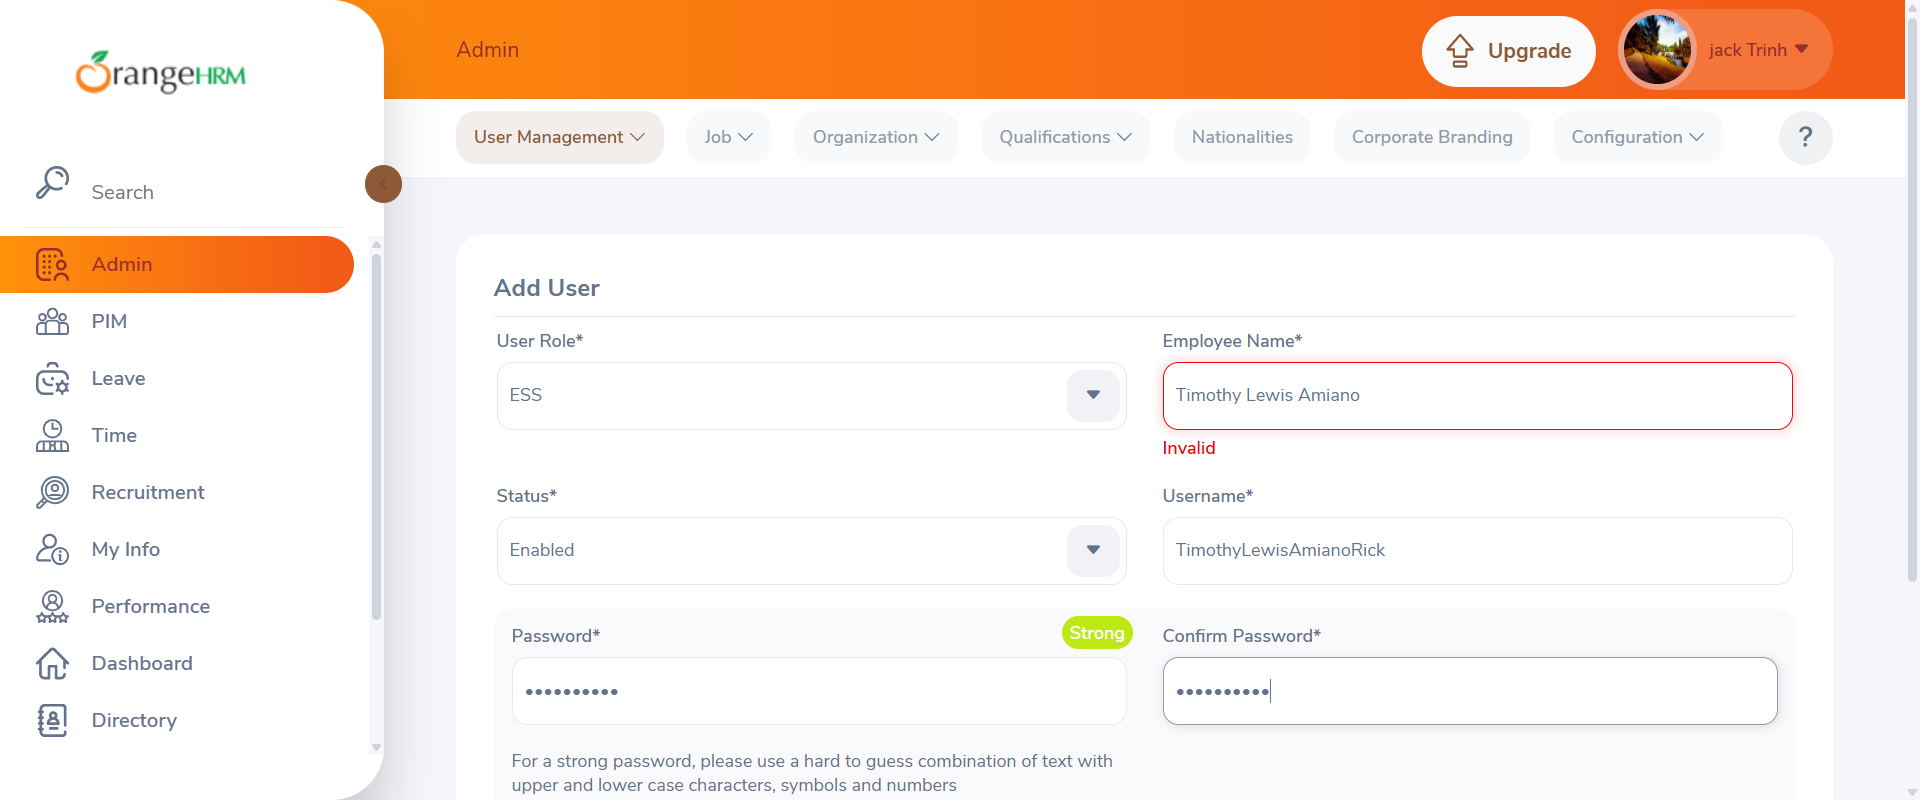 OrangeHRM
Admin
Upgrade
jack Trinh
User Management
Job
Organization
Qualifications
Nationalities
Corporate Branding
Configuration
?
Search
Admin
PIM
Leave
Time
Recruitment
My Info
Performance
Dashboard
Directory
Add User
User Role*
Employee Name*
ESS
Timothy Lewis Amiano
Invalid
Status*
Username*
Enabled
TimothyLewisAmianoRick
Password*
Strong
Confirm Password*
••••••••••
••••••••••
For a strong password, please use a hard to guess combination of text with
upper and lower case characters, symbols and numbers